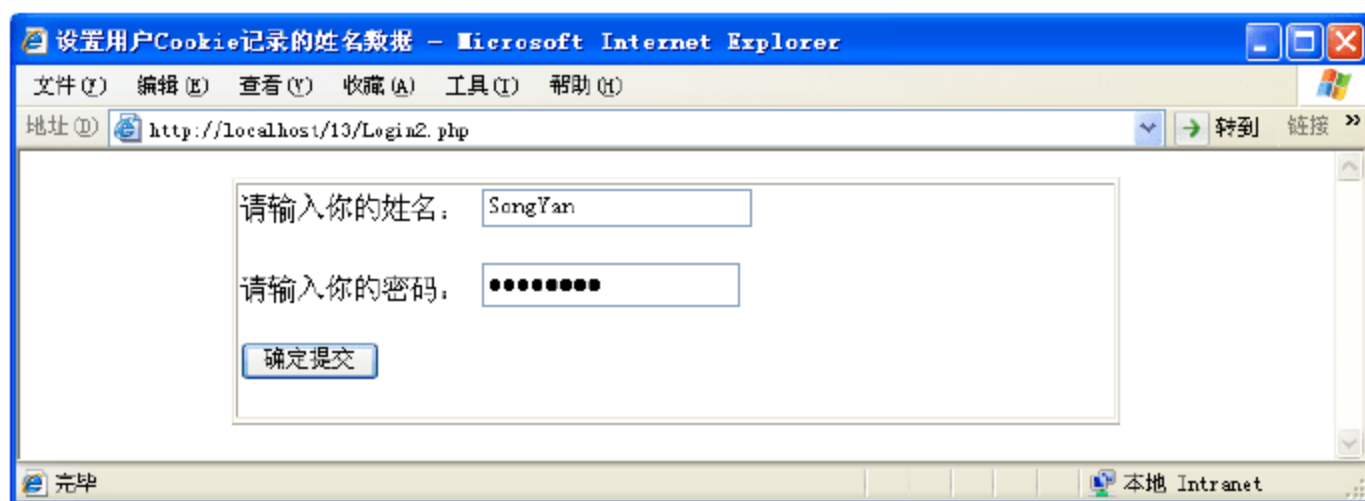 设置用户Cookie记录的姓名数据 - Microsoft Internet Explorer
文件(F) 编辑(E) 查看(V) 收藏(A) 工具(T) 帮助(H)
地址(D) http://localhost/13/Login2.php 转到 链接 »
请输入你的姓名: SongYan
请输入你的密码: ●●●●●●●●
确定提交
完毕 本地 Intranet